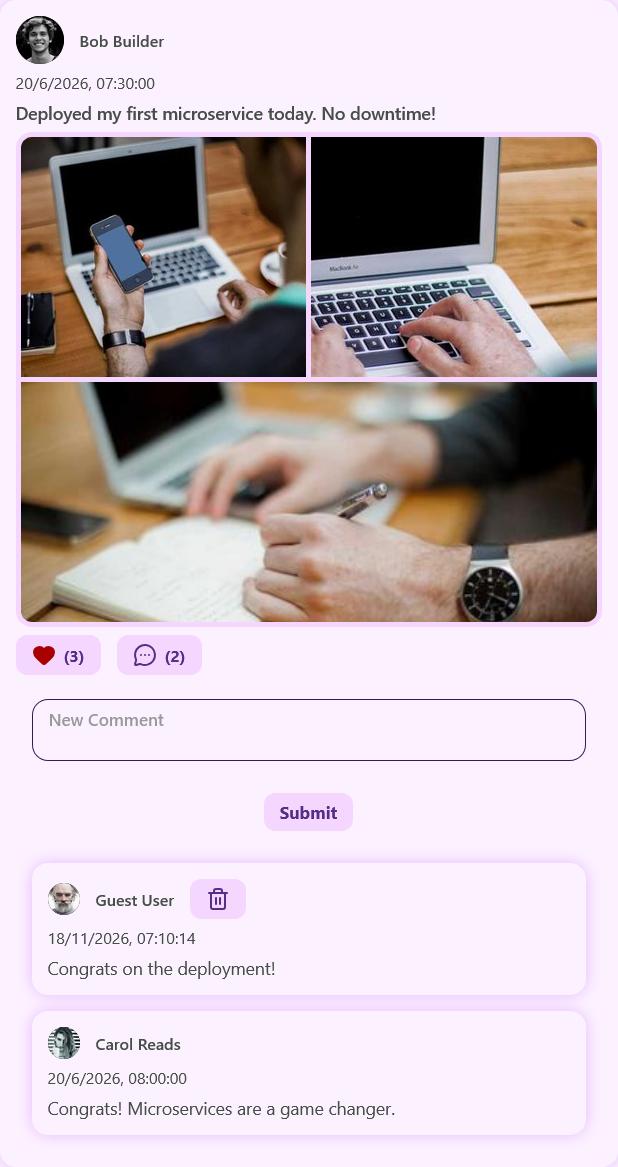 Bob Builder
20/6/2026, 07:30:00
Deployed my first microservice today. No downtime!
MacBook Air
(3)
(2)
New Comment
Submit
Guest User
18/11/2026, 07:10:14
Congrats on the deployment!
Carol Reads
20/6/2026, 08:00:00
Congrats! Microservices are a game changer.